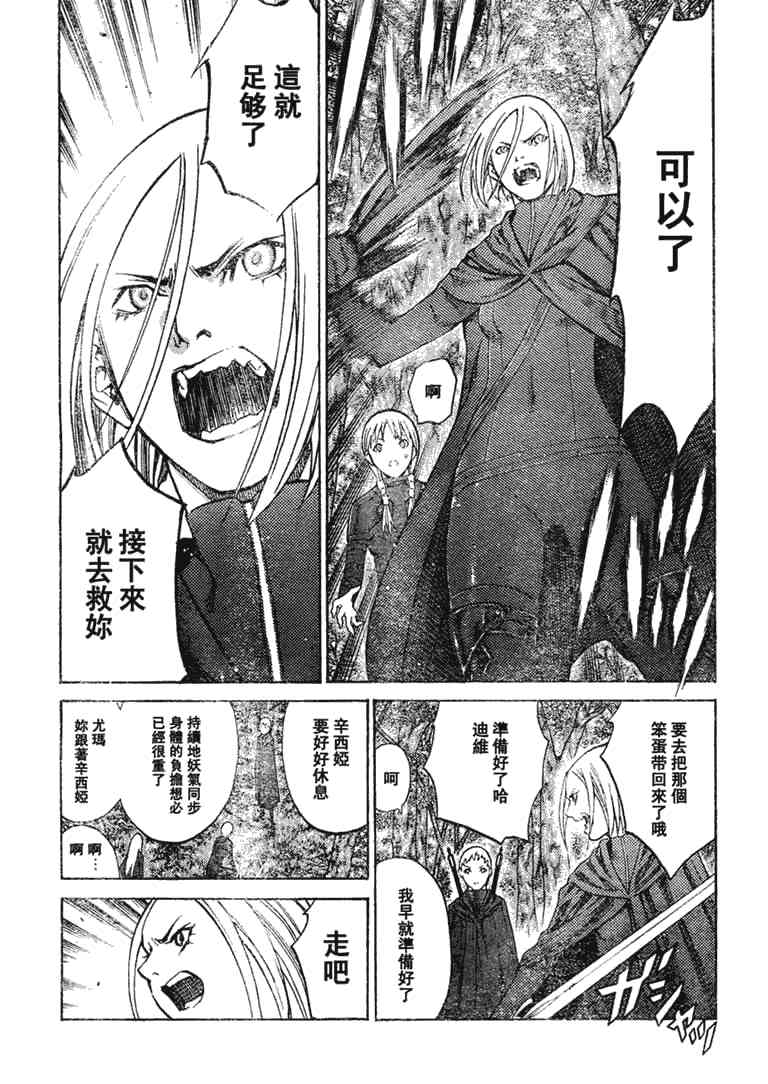 可以了
啊
這就
足够了
接下來
就去救妳
要去把那個
笨蛋带回來了哦
準備好了哈
迪維
呵
我早就準備好了
ガシャッ
辛西婭
要好好休息
持續地妖氣同步
身體的負擔想必
已經很重了
尤瑪
妳跟著辛西婭
啊啊…
走吧